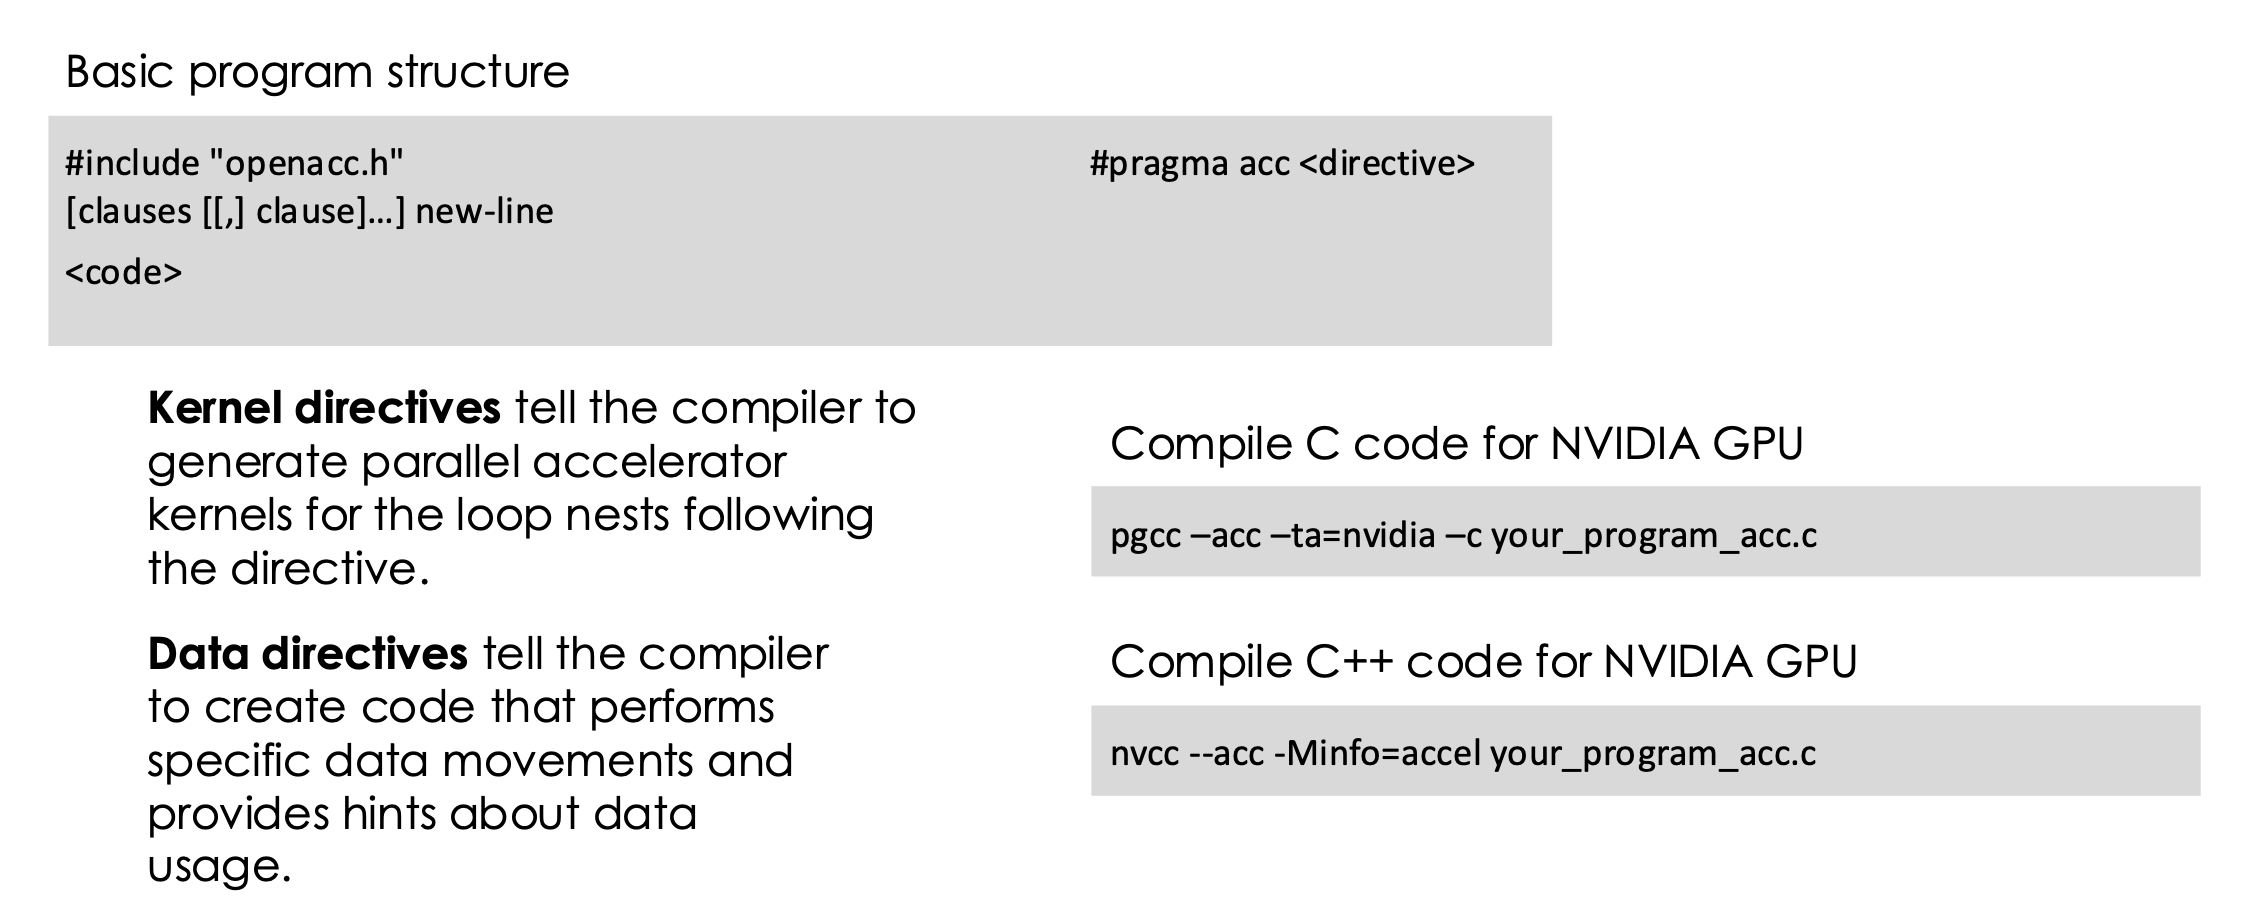 Basic program structure
#include "openacc.h" #pragma acc <directive>
[clauses [[,] clause]…] new-line
<code>
Kernel directives tell the compiler to
generate parallel accelerator
kernels for the loop nests following
the directive.
Data directives tell the compiler
to create code that performs
specific data movements and
provides hints about data
usage.
Compile C code for NVIDIA GPU
pgcc –acc –ta=nvidia –c your_program_acc.c
Compile C++ code for NVIDIA GPU
nvcc --acc -Minfo=accel your_program_acc.c